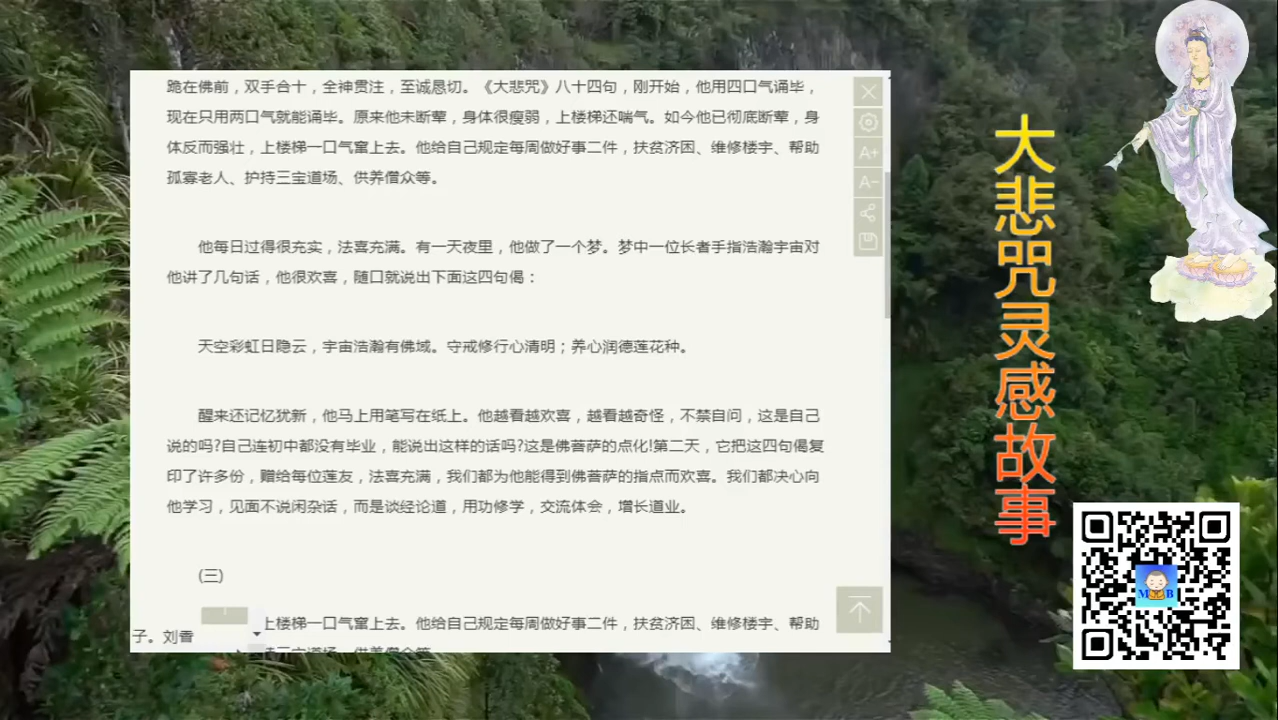 跪在佛前，双手合十，全神贯注，至诚恳切。《大悲咒》八十四句，刚开始，他用四口气诵毕，
现在只用两口气就能诵毕。原来他未断荤，身体很瘦弱，上楼梯还喘气。如今他已彻底断荤，身
体反而强壮，上楼梯一口气窜上去。他给自己规定每周做好事二件，扶贫济困、维修楼宇、帮助
孤寡老人、护持三宝道场、供养僧众等。
他每日过得很充实，法喜充满。有一天夜里，他做了一个梦。梦中一位长者手指浩瀚宇宙对
他讲了几句话，他很欢喜，随口就说出下面这四句偈：
天空彩虹日隐云，宇宙浩瀚有佛域。守戒修行心清明；养心润德莲花种。
醒来还记忆犹新，他马上用笔写在纸上。他越看越欢喜，越看越奇怪，不禁自问，这是自己
说的吗?自己连初中都没有毕业，能说出这样的话吗?这是佛菩萨的点化!第二天，它把这四句偈复
印了许多份，赠给每位莲友，法喜充满，我们都为他能得到佛菩萨的指点而欢喜。我们都决心向
他学习，见面不说闲杂话，而是谈经论道，用功修学，交流体会，增长道业。
(三)
上楼梯一口气窜上去。他给自己规定每周做好事二件，扶贫济困、维修楼宇、帮助
子。刘香
A+
A-
大悲咒灵感故事
M B